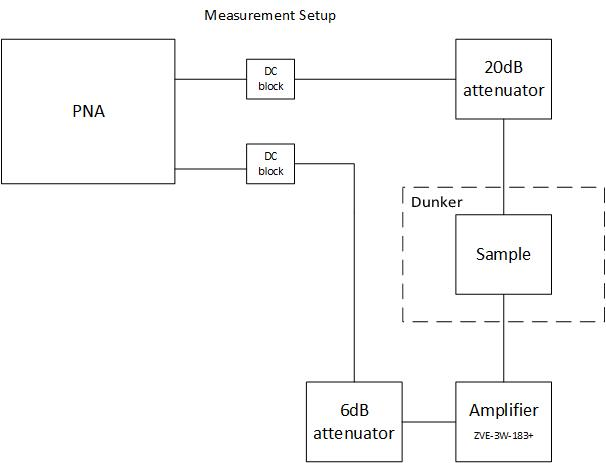 Measurement Setup
PNA
DC
block
20dB
attenuator
DC
block
Dunker
Sample
6dB
attenuator
Amplifier
ZVE-3W-183+